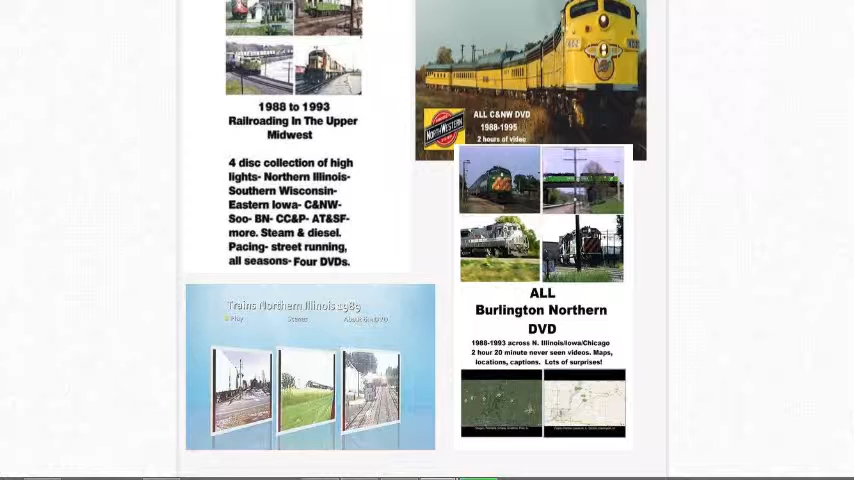 1988 to 1993
Railroading In The Upper
Midwest
4 disc collection of high
lights- Northern Illinois-
Southern Wisconsin-
Eastern Iowa- C&NW-
Soo- BN- CC&P- AT&SF-
more. Steam & diesel.
Pacing- street running,
all seasons- Four DVDs.
NORTH WESTERN
ALL C&NW DVD
1988-1995
2 hours of video
Trains Northern Illinois 1989
Play
Scenes
About this DVD
ALL
Burlington Northern
DVD
1988-1993 across N. Illinois/Iowa/Chicago
2 hour 20 minute never seen videos. Maps,
locations, captions. Lots of surprises!